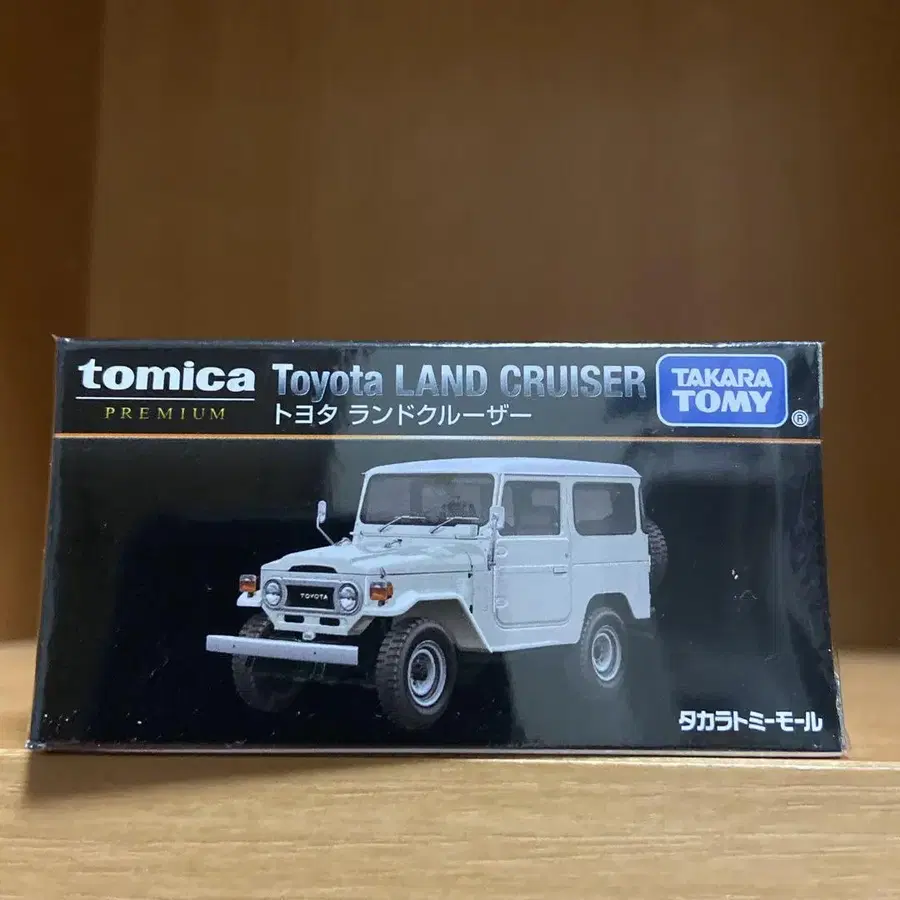 tomica
PREMIUM
Toyota LAND CRUISER
トヨタ ランドクルーザー
TAKARA
TOMY
®
TOYOTA
タカラトミーモール